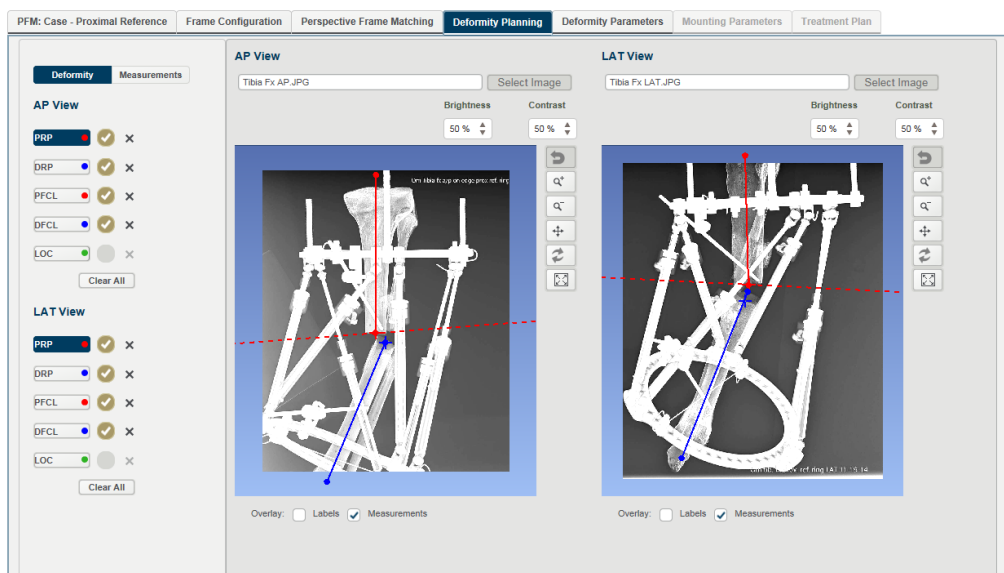 PFM: Case - Proximal Reference Frame Configuration Perspective Frame Matching Deformity Planning Deformity Parameters Mounting Parameters Treatment Plan
Deformity Measurements
AP View
PRP
DRP
PFCL
DFCL
LOC
Clear All
LAT View
PRP
DRP
PFCL
DFCL
LOC
Clear All
AP View
Tibia Fx AP.JPG Select Image
Brightness Contrast
50 % 50 %
Overlay: Labels Measurements
LAT View
Tibia Fx LAT.JPG Select Image
Brightness Contrast
50 % 50 %
Overlay: Labels Measurements